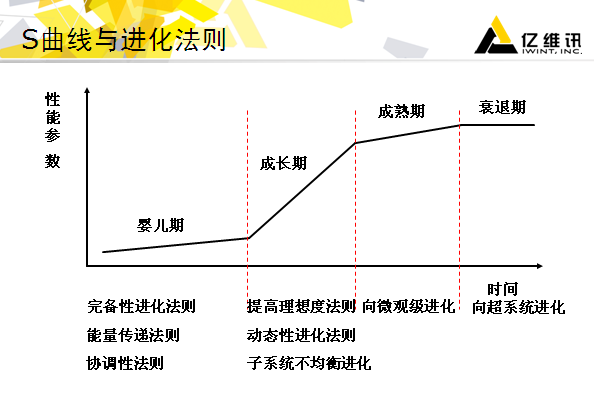 S曲线与进化法则
亿维讯
IWINT, INC.
性能参数
成熟期
衰退期
成长期
婴儿期
时间
完备性进化法则
提高理想度法则
向微观级进化
向超系统进化
能量传递法则
动态性进化法则
协调性法则
子系统不均衡进化